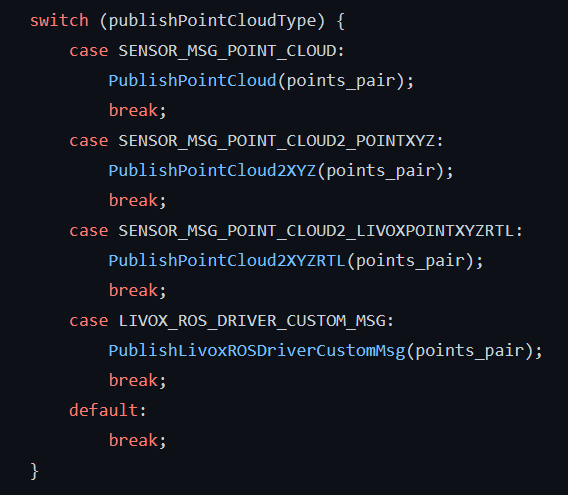 switch (publishPointCloudType) {
    case SENSOR_MSG_POINT_CLOUD:
        PublishPointCloud(points_pair);
        break;
    case SENSOR_MSG_POINT_CLOUD2_POINTXYZ:
        PublishPointCloud2XYZ(points_pair);
        break;
    case SENSOR_MSG_POINT_CLOUD2_LIVOXPOINTXYZRTL:
        PublishPointCloud2XYZRTL(points_pair);
        break;
    case LIVOX_ROS_DRIVER_CUSTOM_MSG:
        PublishLivoxROSDriverCustomMsg(points_pair);
        break;
    default:
        break;
}